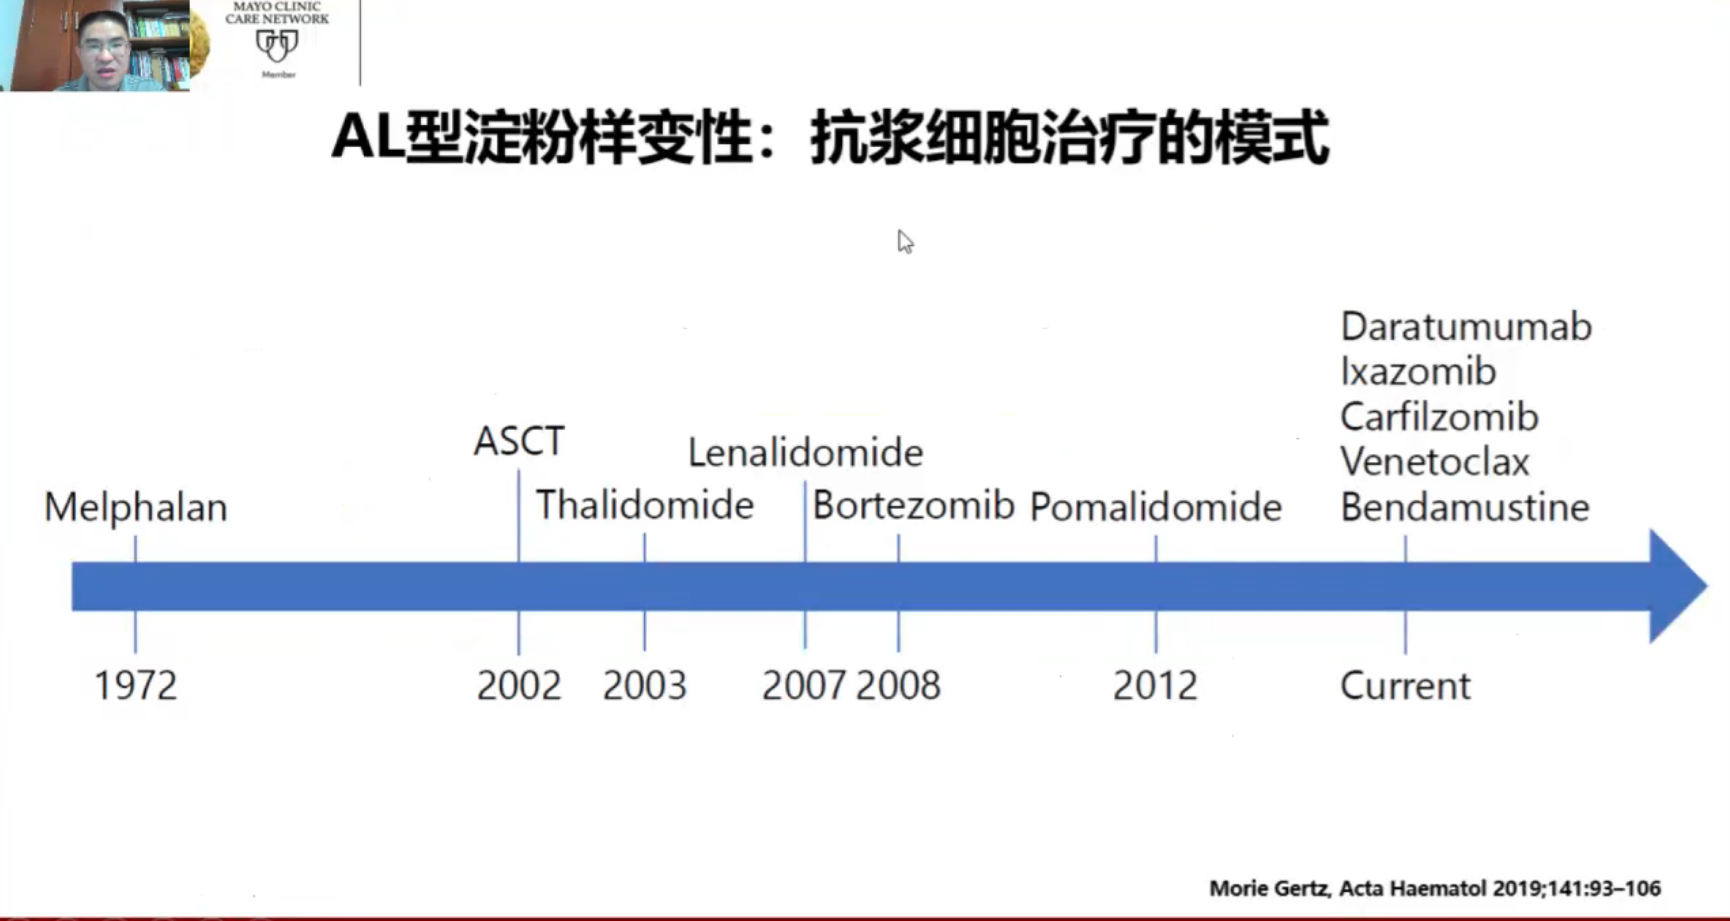 MAYO CLINIC
CARE NETWORK
Member
AL型淀粉样变性：抗浆细胞治疗的模式
Daratumumab
Ixazomib
Carfilzomib
Venetoclax
Bendamustine
ASCT
Lenalidomide
Melphalan
Thalidomide
Bortezomib
Pomalidomide
1972
2002
2003
2007
2008
2012
Current
Morie Gertz, Acta Haematol 2019;141:93–106